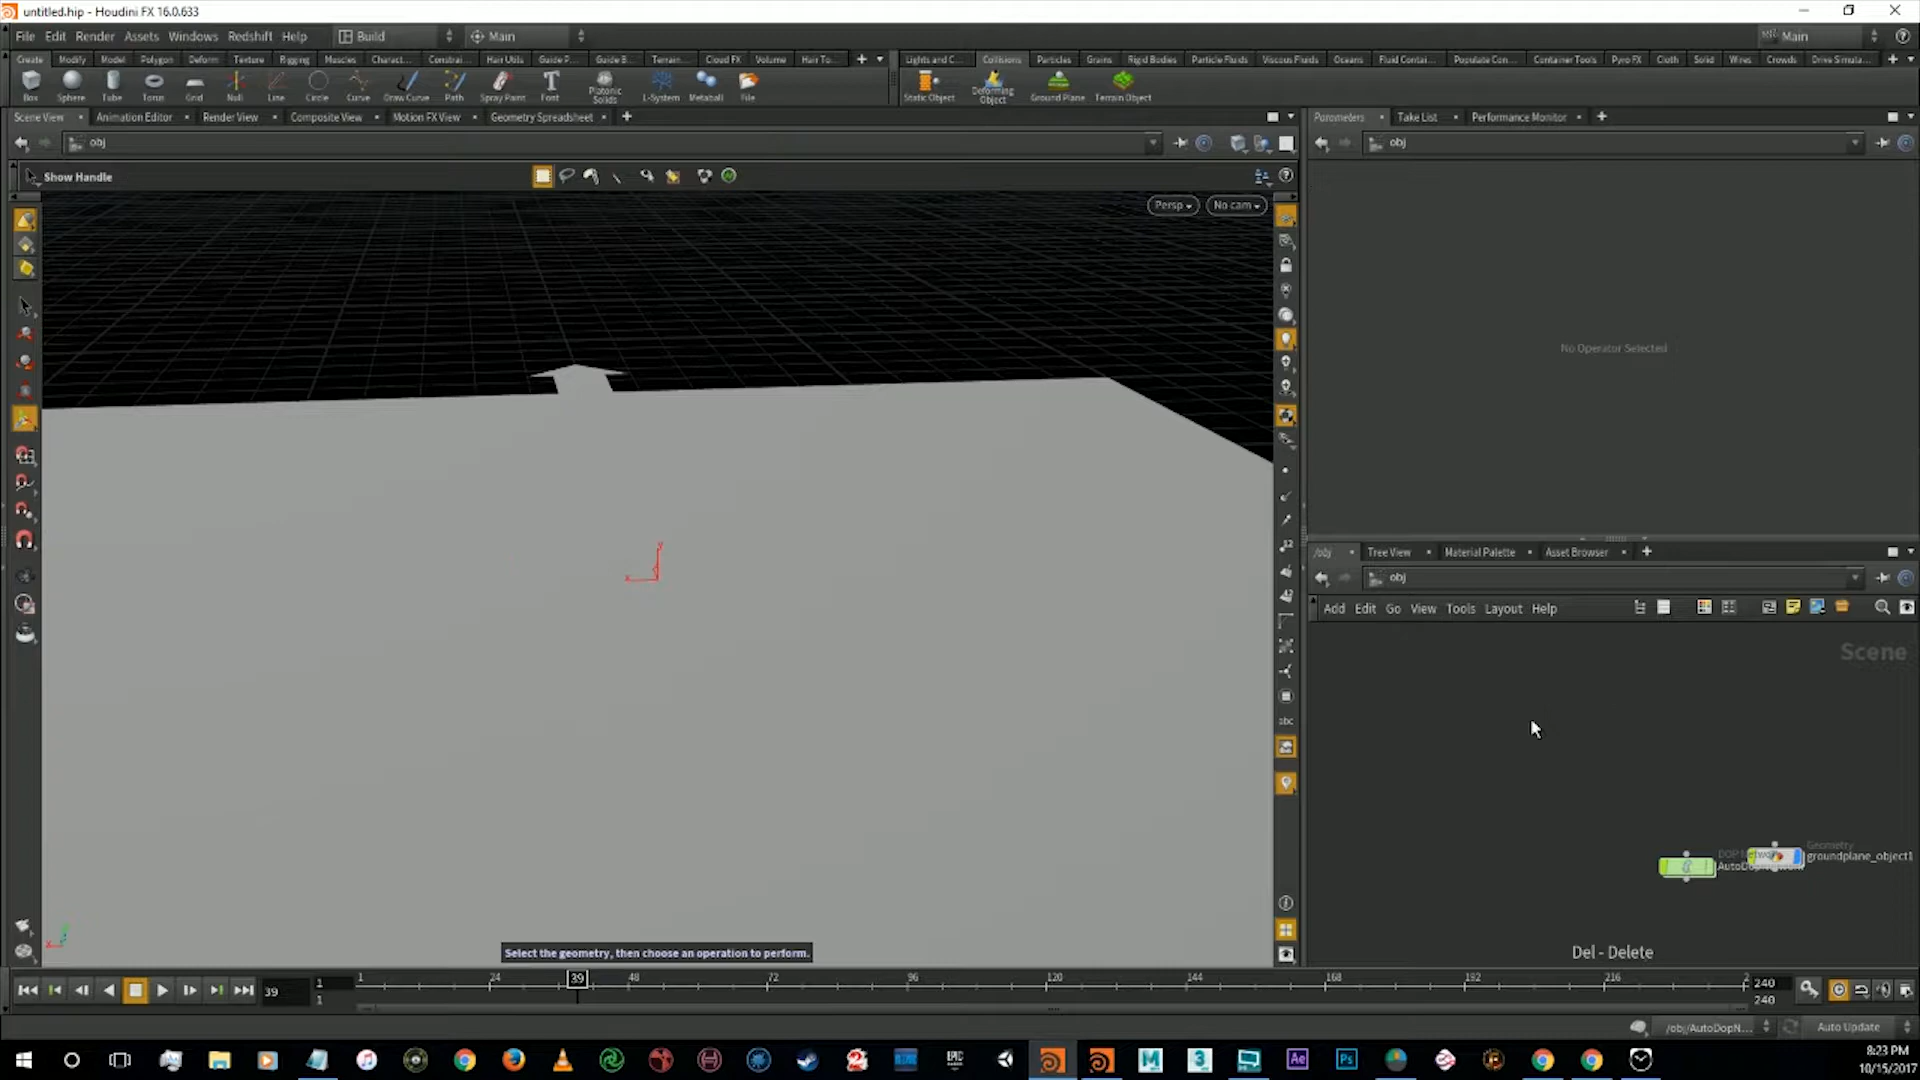 untitled.hip - Houdini FX 16.0.633
File Edit Render Assets Windows Redshift Help Build Main Main
Create Modify Model Polygon Deform Texture Rigging Muscles Charact... Constrai... Hair Utils Guide P... Guide B... Terrain... Cloud FX Volume Hair To...
Lights and C... Collisions Particles Grains Rigid Bodies Particle Fluids Viscous Fluids Oceans Fluid Contai... Populate Con... Container Tools Pyro FX Cloth Solid Wires Crowds Drive Simula...
Box Sphere Tube Torus Grid Null Line Circle Curve Draw Curve Path Spray Paint Font Platonic Solids L-System Metaball File
Static Object Deforming Object Ground Plane Terrain Object
Scene View Animation Editor Render View Composite View Motion FX View Geometry Spreadsheet
Parameters Take List Performance Monitor
obj
obj
Show Handle
Persp No cam
No Operator Selected
/obj Tree View Material Palette Asset Browser
obj
Add Edit Go View Tools Layout Help
Scene
abc
Geometry
groundplane_object1
Del - Delete
Select the geometry, then choose an operation to perform.
39 1 1 24 39 48 72 96 120 144 168 192 216 2 240
1 240
/obj/AutoDopN... Auto Update
8:23 PM
10/15/2017